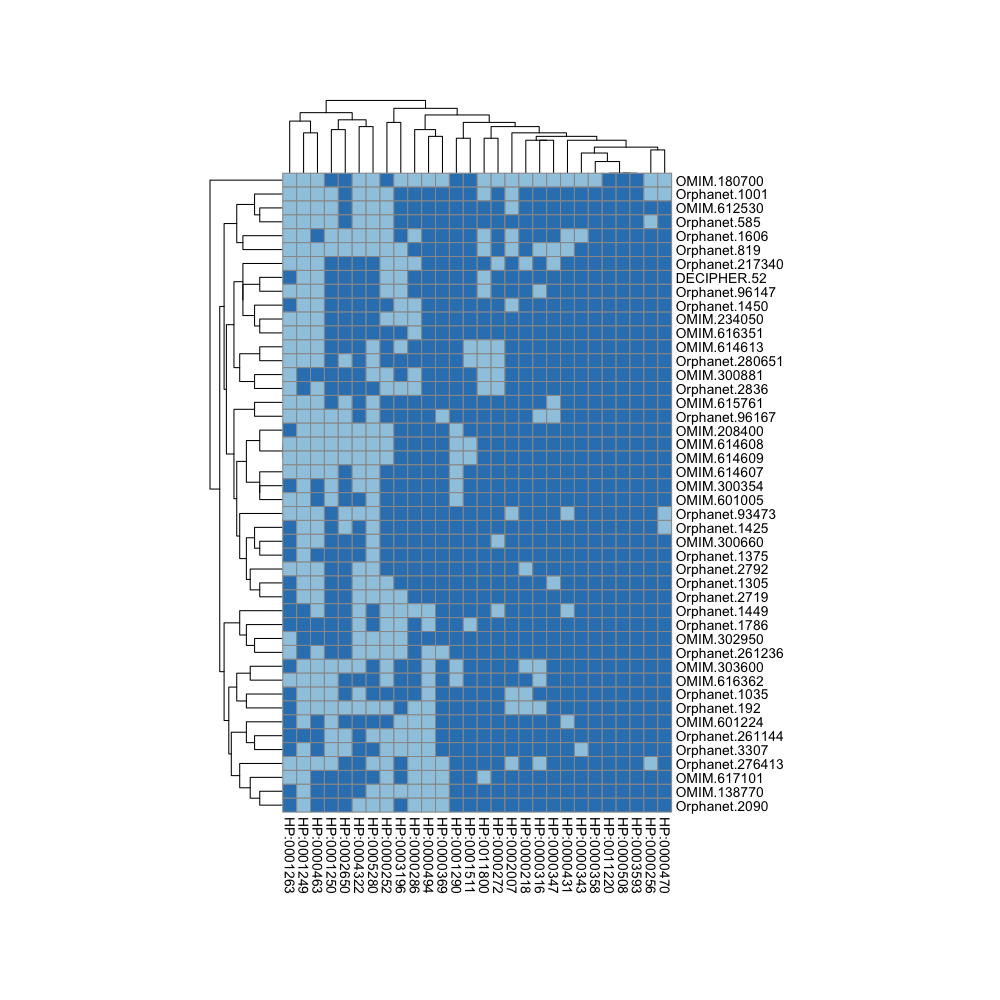 OMIM.180700
Orphanet.1001
OMIM.612530
Orphanet.585
Orphanet.1606
Orphanet.819
Orphanet.217340
DECIPHER.52
Orphanet.96147
Orphanet.1450
OMIM.234050
OMIM.616351
OMIM.614613
Orphanet.280651
OMIM.300881
Orphanet.2836
OMIM.615761
Orphanet.96167
OMIM.208400
OMIM.614608
OMIM.614609
OMIM.614607
OMIM.300354
OMIM.601005
Orphanet.93473
Orphanet.1425
OMIM.300660
Orphanet.1375
Orphanet.2792
Orphanet.1305
Orphanet.2719
Orphanet.1449
Orphanet.1786
OMIM.302950
Orphanet.261236
OMIM.303600
OMIM.616362
Orphanet.1035
Orphanet.192
OMIM.601224
Orphanet.261144
Orphanet.3307
Orphanet.276413
OMIM.617101
OMIM.138770
Orphanet.2090
HP:0001263
HP:0001249
HP:0000463
HP:0001250
HP:0002650
HP:0004322
HP:0005280
HP:0000252
HP:0003196
HP:0000286
HP:0000494
HP:0000369
HP:0001290
HP:0001511
HP:0011800
HP:0000272
HP:0002007
HP:0000218
HP:0000316
HP:0000347
HP:0000431
HP:0000343
HP:0000358
HP:0011220
HP:0000508
HP:0003593
HP:0000256
HP:0000470